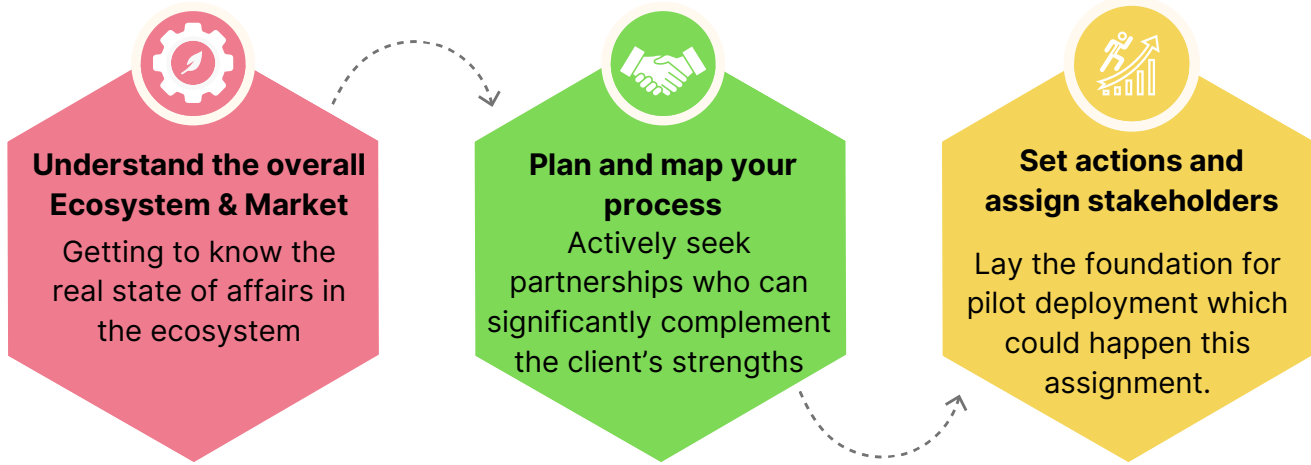 Understand the overall
Ecosystem & Market
Getting to know the
real state of affairs in
the ecosystem
Plan and map your
process
Actively seek
partnerships who can
significantly complement
the client’s strengths
Set actions and
assign stakeholders
Lay the foundation for
pilot deployment which
could happen this
assignment.